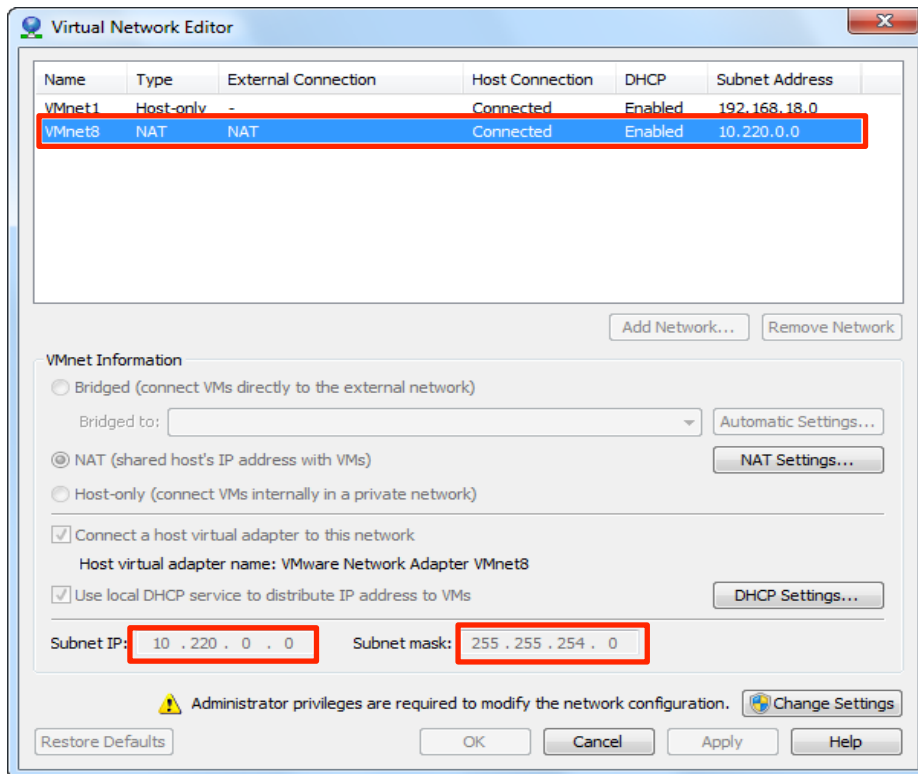 Virtual Network Editor
Name Type External Connection Host Connection DHCP Subnet Address
VMnet1 Host-only - Connected Enabled 192.168.18.0
VMnet8 NAT NAT Connected Enabled 10.220.0.0
Add Network... Remove Network
VMnet Information
Bridged (connect VMs directly to the external network)
Bridged to: Automatic Settings...
NAT (shared host's IP address with VMs) NAT Settings...
Host-only (connect VMs internally in a private network)
Connect a host virtual adapter to this network
Host virtual adapter name: VMware Network Adapter VMnet8
Use local DHCP service to distribute IP address to VMs DHCP Settings...
Subnet IP: 10 . 220 . 0 . 0 Subnet mask: 255 . 255 . 254 . 0
Administrator privileges are required to modify the network configuration. Change Settings
Restore Defaults OK Cancel Apply Help